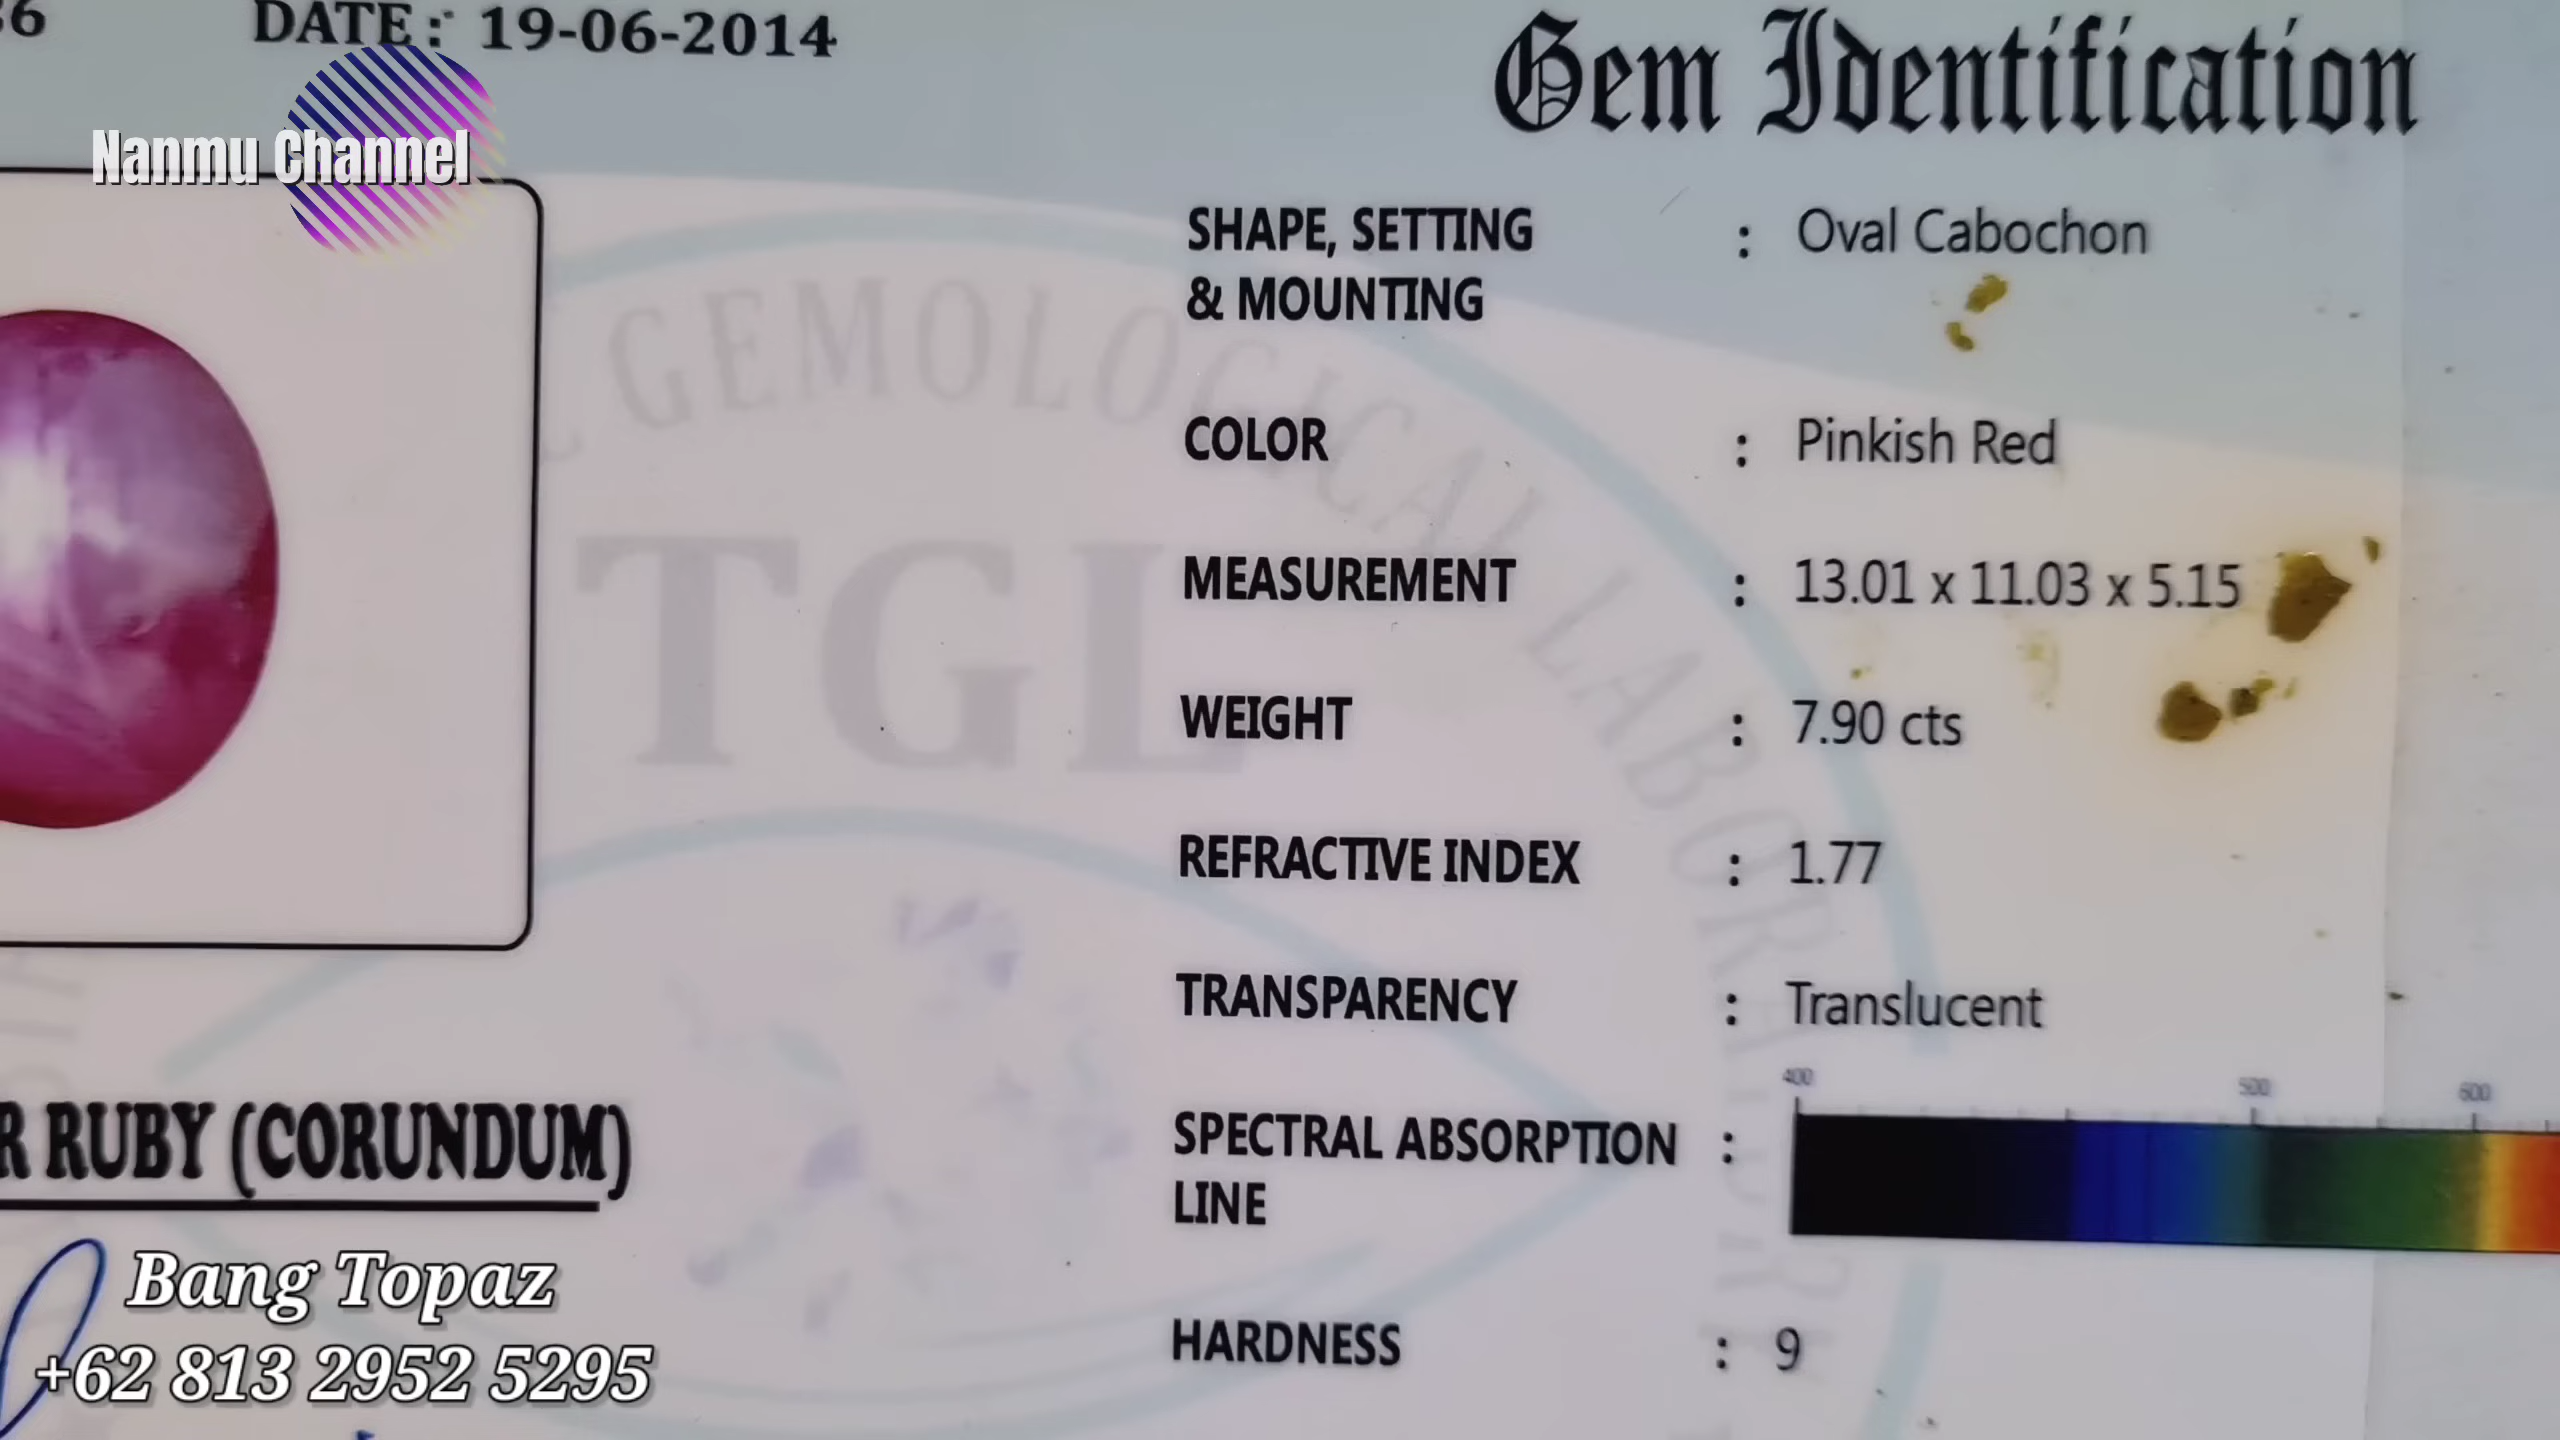 36
DATE: 19-06-2014
Gem Identification
Nanmu Channel
SHAPE, SETTING & MOUNTING : Oval Cabochon
COLOR : Pinkish Red
MEASUREMENT : 13.01 x 11.03 x 5.15
WEIGHT : 7.90 cts
REFRACTIVE INDEX : 1.77
TRANSPARENCY : Translucent
SPECTRAL ABSORPTION LINE :
400 500 600
HARDNESS : 9
GEMOLOGICAL LABORATORY
TGL
R RUBY (CORUNDUM)
Bang Topaz
+62 813 2952 5295